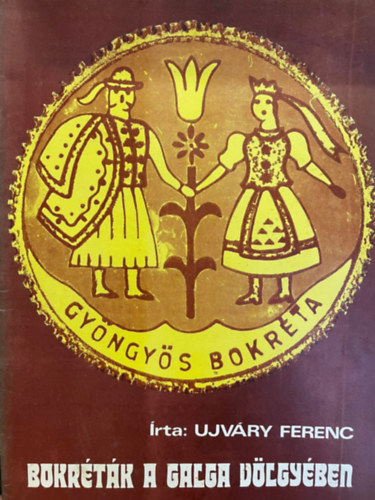 GYÖNGYÖS BOKRÉTA
Írta: UJVÁRY FERENC
BOKRÉTÁK A GALGA VÖLGYÉBEN